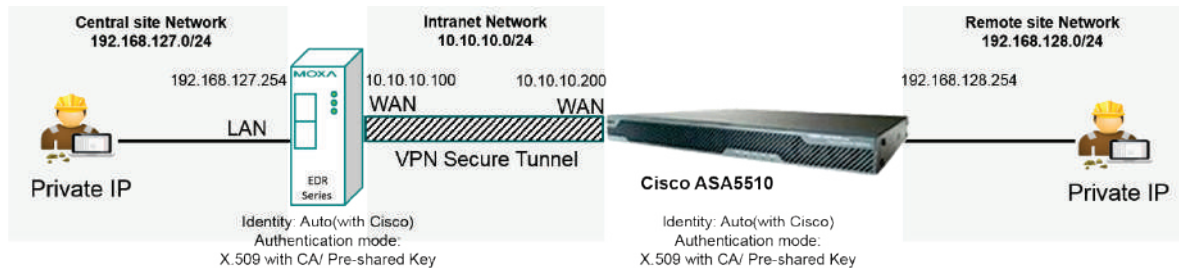 Central site Network
192.168.127.0/24
Intranet Network
10.10.10.0/24
Remote site Network
192.168.128.0/24
192.168.127.254
MOXA
10.10.10.100
10.10.10.200
192.168.128.254
WAN
WAN
LAN
VPN Secure Tunnel
Private IP
EDR
Series
Cisco ASA5510
Private IP
Identity: Auto(with Cisco)
Authentication mode:
X.509 with CA/ Pre-shared Key
Identity: Auto(with Cisco)
Authentication mode:
X.509 with CA/ Pre-shared Key